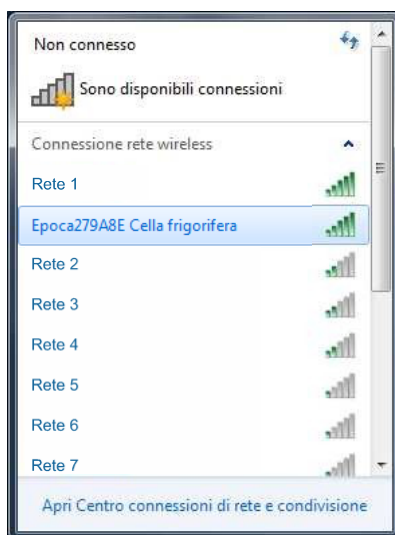 Non connesso
Sono disponibili connessioni
Connessione rete wireless
Rete 1
Epoca279A8E Cella frigorifera
Rete 2
Rete 3
Rete 4
Rete 5
Rete 6
Rete 7
Apri Centro connessioni di rete e condivisione